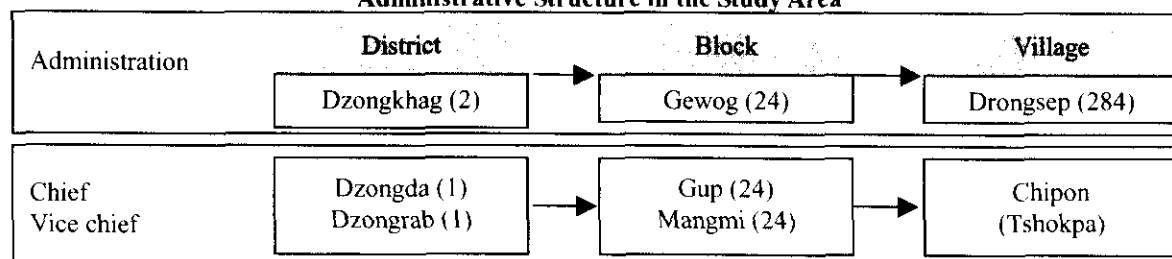 Administrative Structure in the Study Area
District Block Village
Administration
Dzongkhag (2) Gewog (24) Drongsep (284)
Chief Dzongda (1) Gup (24) Chipon
Vice chief Dzongrab (1) Mangmi (24) (Tshokpa)